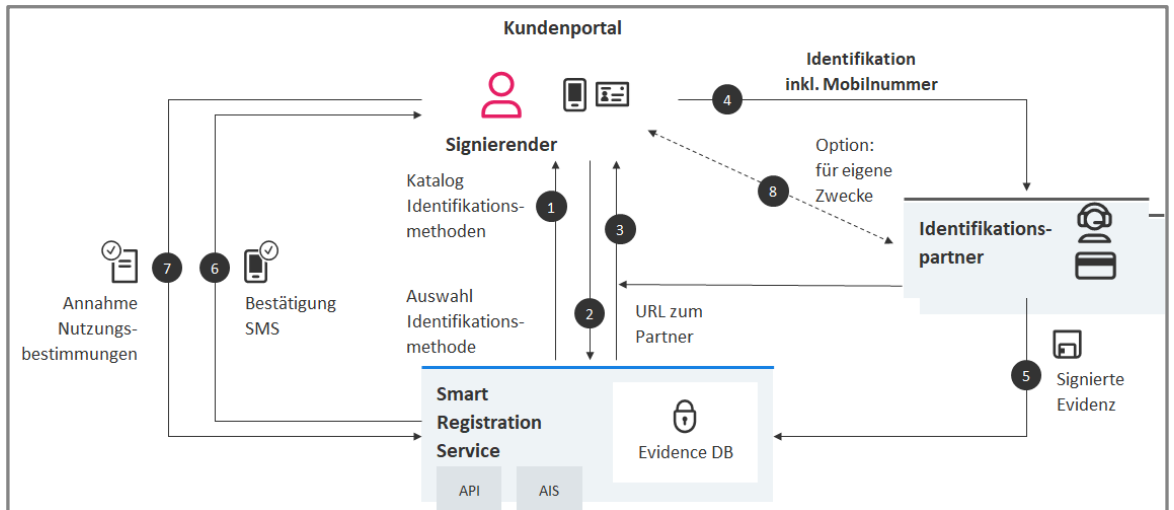 Kundenportal
Identifikation
inkl. Mobilnummer
4
Signierender
Option:
für eigene
Zwecke
8
Katalog
Identifikations-
methoden
1
3
Identifikations-
partner
7
6
Annahme
Nutzungs-
bestimmungen
Bestätigung
SMS
Auswahl
Identifikations-
methode
2
URL zum
Partner
5
Signierte
Evidenz
Smart
Registration
Service
Evidence DB
API
AIS